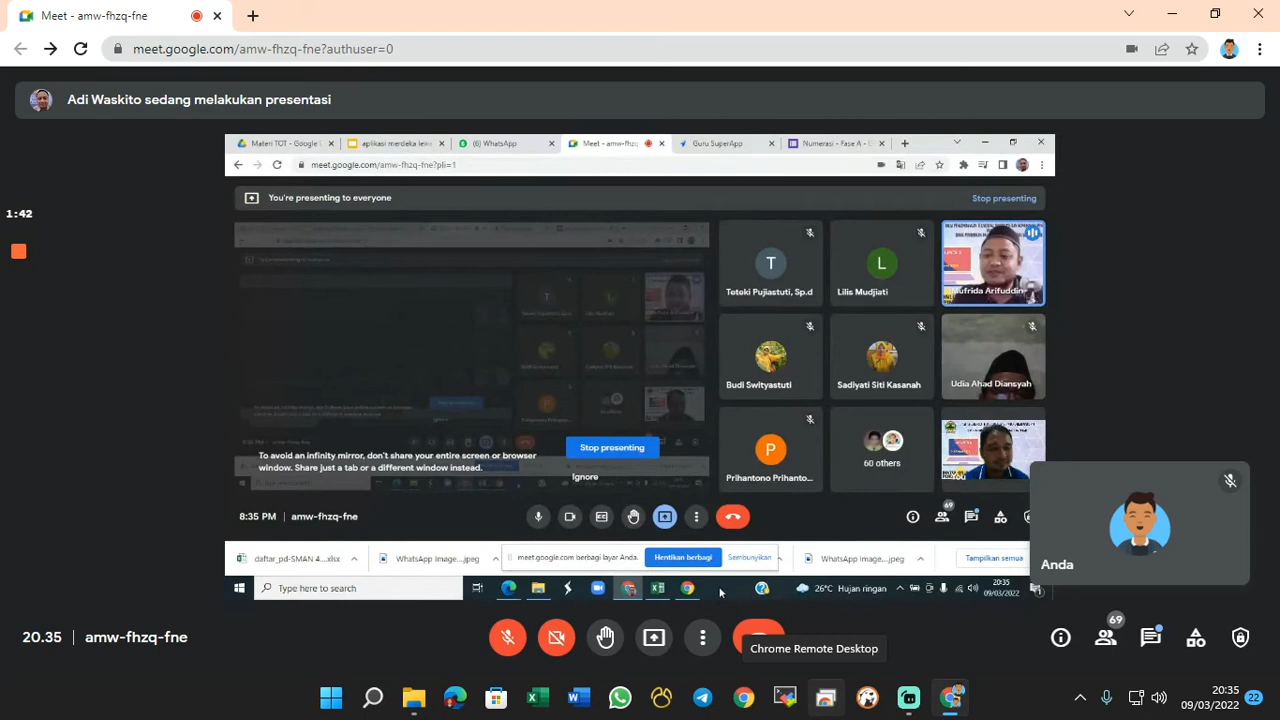 Meet - amw-fhzq-fne
meet.google.com/amw-fhzq-fne?authuser=0
Adi Waskito sedang melakukan presentasi
Materi TOT - Google
aplikasi merdeka
(6) WhatsApp
Meet - amw-fhzq-fne
Guru SuperApp
Numerasi - Fase A -
meet.google.com/amw-fhzq-fne?pli=1
You're presenting to everyone
Stop presenting
1:42
T
Teteki Pujiastuti, Sp.d
L
Lilis Mudjiati
Mufrida Arifuddin
Budi Swityastuti
Sadiyati Siti Kasanah
Udia Ahad Diansyah
To avoid an infinity mirror, don't share your entire screen or browser
window. Share just a tab or a different window instead.
Stop presenting
Ignore
P
Prihantono Prihanto...
60 others
You
8:35 PM
amw-fhzq-fne
69
Anda
daftar_pd-SMAN 4....xlsx
WhatsApp Image....jpeg
meet.google.com berbagi layar Anda.
Hentikan berbagi
Sembunyikan
WhatsApp Image....jpeg
Tampilkan semua
Type here to search
26°C Hujan ringan
20:35
09/03/2022
20.35
amw-fhzq-fne
69
Chrome Remote Desktop
20:35
09/03/2022
22